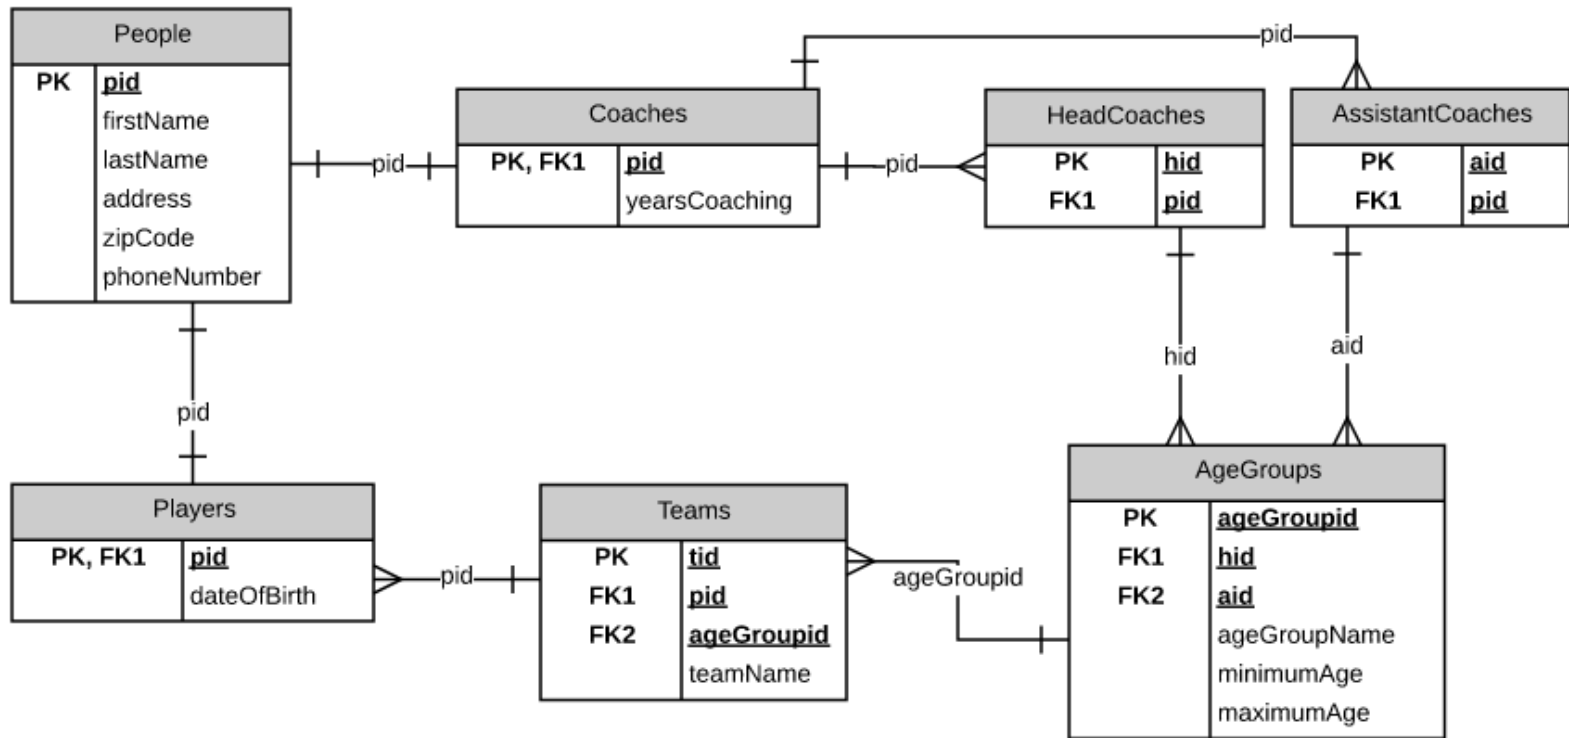 People
PK pid
firstName
lastName
address
zipCode
phoneNumber
pid
Coaches
PK, FK1 pid
yearsCoaching
pid
pid
HeadCoaches
PK hid
FK1 pid
AssistantCoaches
PK aid
FK1 pid
pid
hid
aid
Players
PK, FK1 pid
dateOfBirth
pid
Teams
PK tid
FK1 pid
FK2 ageGroupid
teamName
ageGroupid
AgeGroups
PK ageGroupid
FK1 hid
FK2 aid
ageGroupName
minimumAge
maximumAge